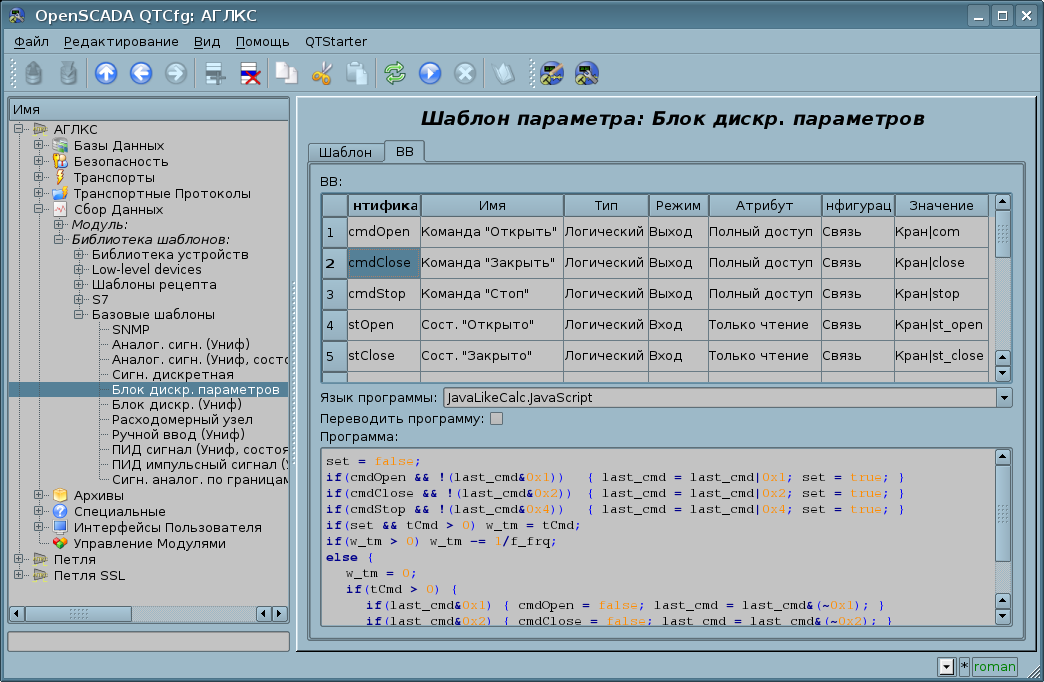 OpenSCADA QTCfg: АГЛКС
Файл Редактирование Вид Помощь QTStarter
Имя
АГЛКС
Базы Данных
Безопасность
Транспорты
Транспортные Протоколы
Сбор Данных
Модуль:
Библиотека шаблонов:
Библиотека устройств
Low-level devices
Шаблоны рецепта
S7
Базовые шаблоны
SNMP
Аналог. сигн. (Униф)
Аналог. сигн. (Униф, состо
Сигн. дискретная
Блок дискр. параметров
Блок дискр. (Униф)
Расходомерный узел
Ручной ввод (Униф)
ПИД сигнал (Униф, состоя
ПИД импульсный сигнал (У
Сигн. аналог. по границам
Архивы
Специальные
Интерфейсы Пользователя
Управление Модулями
Петля
Петля SSL
Шаблон параметра: Блок дискр. параметров
Шаблон ВВ
ВВ:
нтифика Имя Тип Режим Атрибут нфигурац Значение
1 cmdOpen Команда "Открыть" Логический Выход Полный доступ Связь Кран|com
2 cmdClose Команда "Закрыть" Логический Выход Полный доступ Связь Кран|close
3 cmdStop Команда "Стоп" Логический Выход Полный доступ Связь Кран|stop
4 stOpen Сост. "Открыто" Логический Вход Только чтение Связь Кран|st_open
5 stClose Сост. "Закрыто" Логический Вход Только чтение Связь Кран|st_close
Язык программы: JavaLikeCalc.JavaScript
Переводить программу:
Программа:
set = false;
if(cmdOpen && !(last_cmd&0x1)) { last_cmd = last_cmd|0x1; set = true; }
if(cmdClose && !(last_cmd&0x2)) { last_cmd = last_cmd|0x2; set = true; }
if(cmdStop && !(last_cmd&0x4)) { last_cmd = last_cmd|0x4; set = true; }
if(set && tCmd > 0) w_tm = tCmd;
if(w_tm > 0) w_tm -= 1/f_frq;
else {
w_tm = 0;
if(tCmd > 0) {
if(last_cmd&0x1) { cmdOpen = false; last_cmd = last_cmd&(~0x1); }
if(last_cmd&0x2) { cmdClose = false; last_cmd = last_cmd&(~0x2); }
* roman